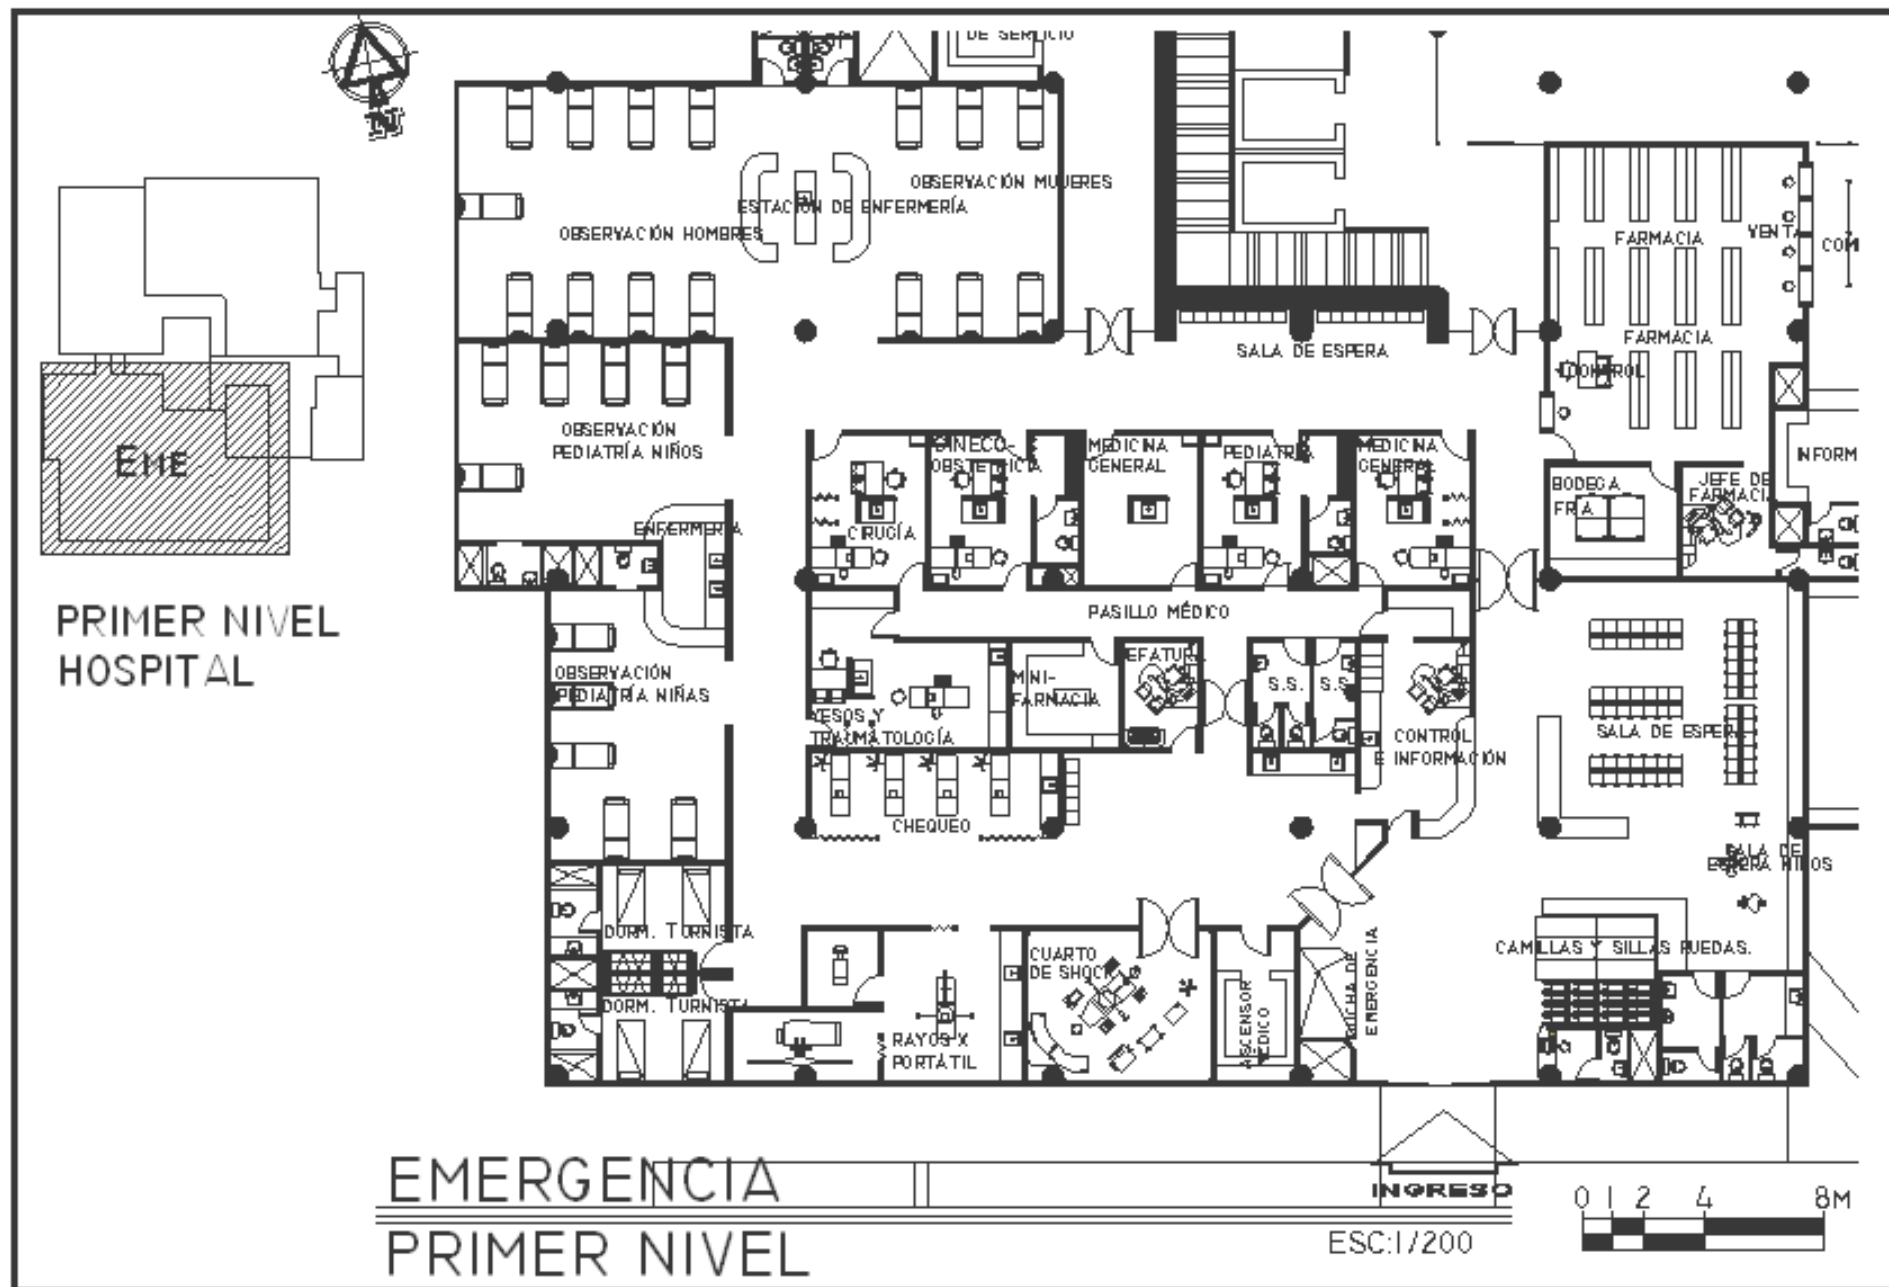 DE SERVICIO
N
OBSERVACIÓN MUJERES
ESTACIÓN DE ENFERMERÍA
OBSERVACIÓN HOMBRES
FARMACIA
VENTA
COM
FARMACIA
SALA DE ESPERA
CONTROL
OBSERVACIÓN
PEDIATRÍA NIÑOS
EME
GINECO-
OBSTETRICIA
MEDICINA
GENERAL
PEDIATRÍA
MEDICINA
GENERAL
INFORM
BODEGA
FRIA
JEFE DE
FARMACIA
ENFERMERÍA
CIRUGÍA
PRIMER NIVEL
HOSPITAL
PASILLO MÉDICO
OBSERVACIÓN
PEDIATRÍA NIÑAS
MINI-
FARMACIA
JEFATURA
S.S.
S.S.
YESOS Y
TRAUMATOLOGÍA
CONTROL
E INFORMACIÓN
SALA DE ESPERA
CHEQUEO
SALA DE
ESPERA NIÑOS
DORM. TURNISTA
CUARTO
DE SHOCK
CAMILLAS Y SILLAS RUEDAS.
DORM. TURNISTA
RAYOS X
PORTÁTIL
ASCENSOR
MÉDICO
DUCHA DE
EMERGENCIA
INGRESO
EMERGENCIA
PRIMER NIVEL
ESC:1/200
0 1 2 4 8M